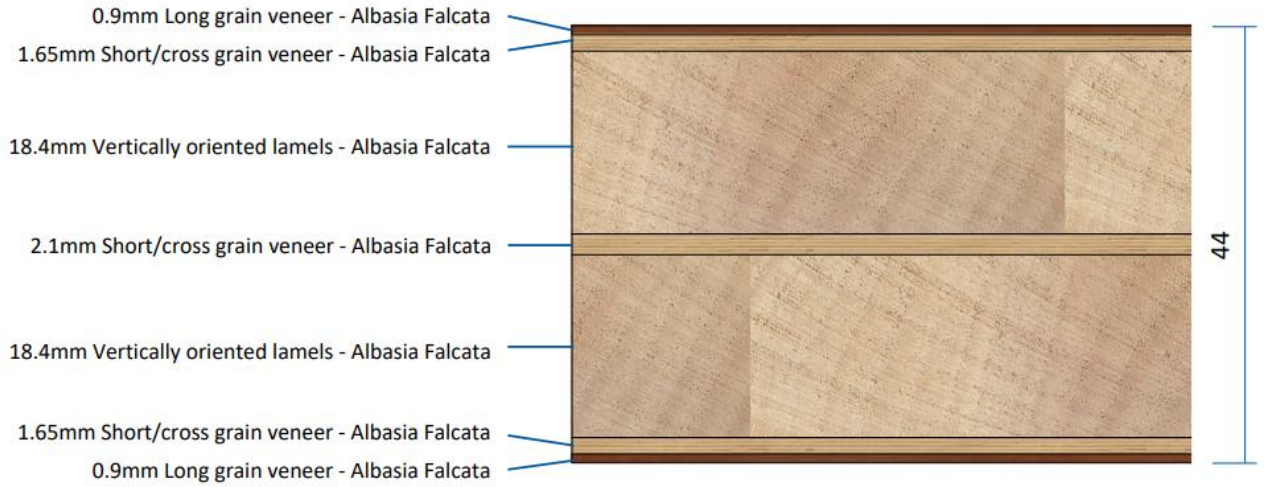 0.9mm Long grain veneer - Albasia Falcata
1.65mm Short/cross grain veneer - Albasia Falcata
18.4mm Vertically oriented lamels - Albasia Falcata
2.1mm Short/cross grain veneer - Albasia Falcata
44
18.4mm Vertically oriented lamels - Albasia Falcata
1.65mm Short/cross grain veneer - Albasia Falcata
0.9mm Long grain veneer - Albasia Falcata